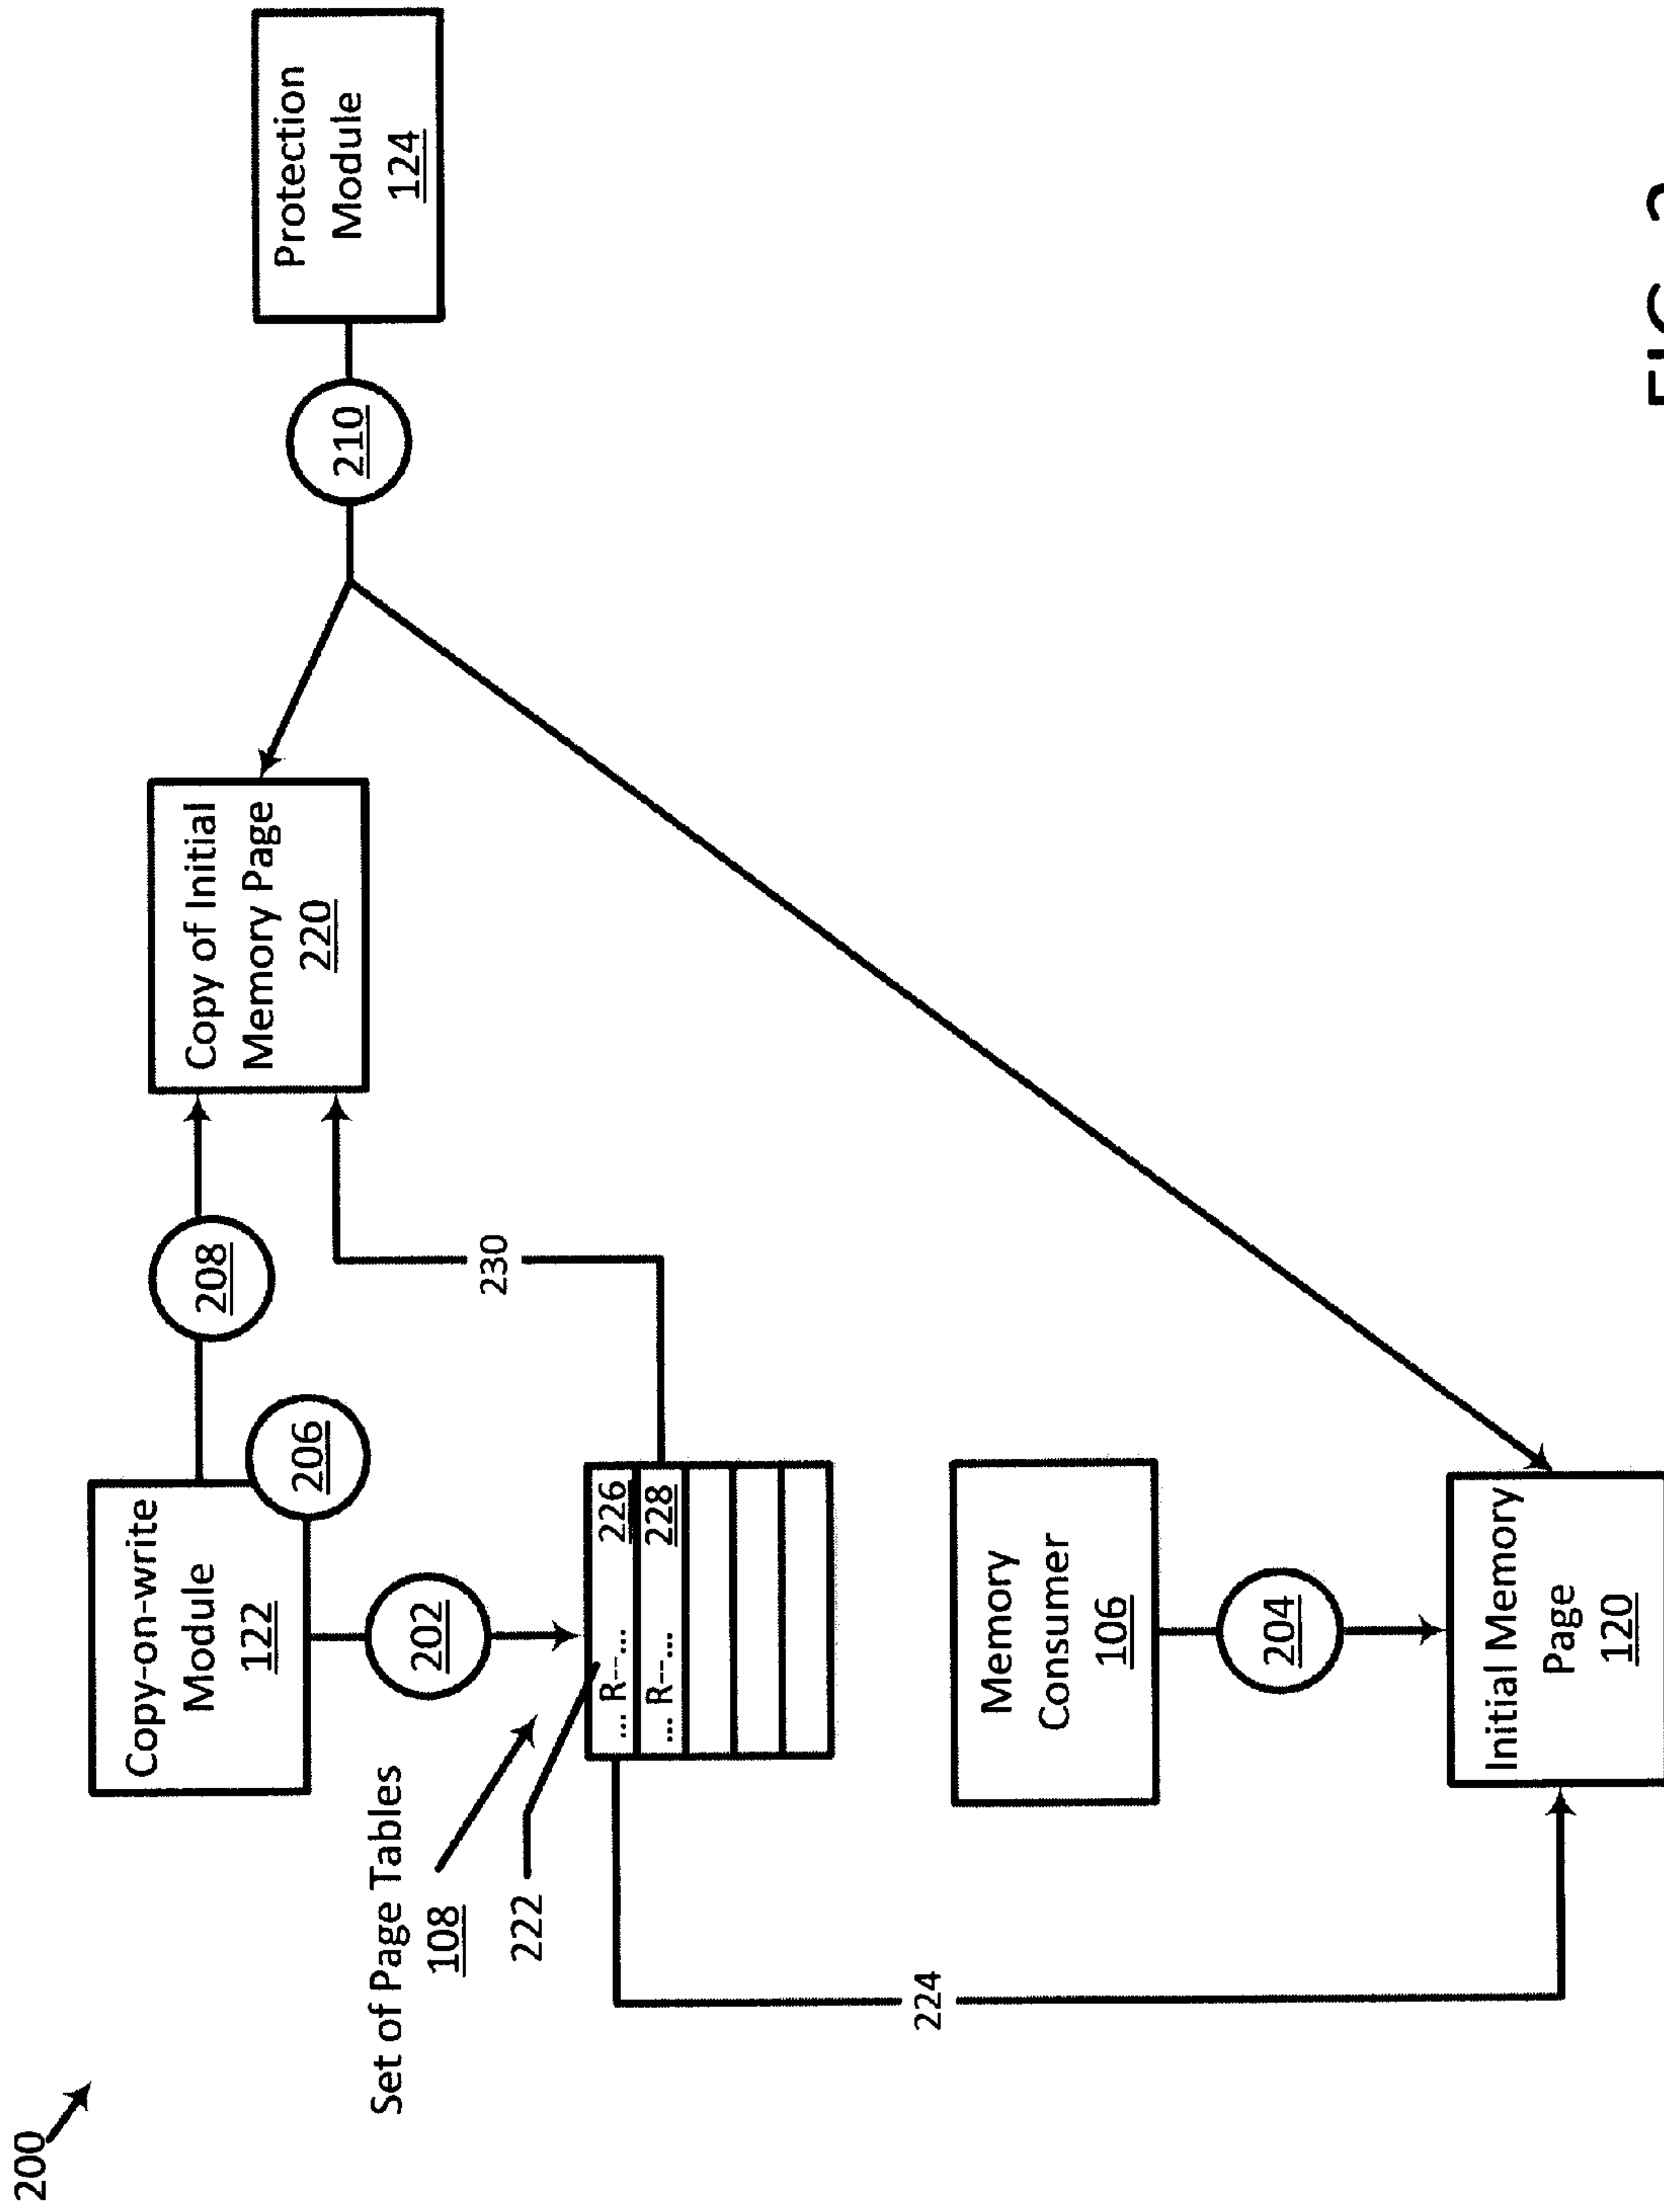 200
Copy-on-write
Module
122
206
208
Copy of Initial
Memory Page
220
Protection
Module
124
210
202
Set of Page Tables
108
222
... R--... 226
... R--... 228
230
224
Memory
Consumer
106
204
Initial Memory
Page
120